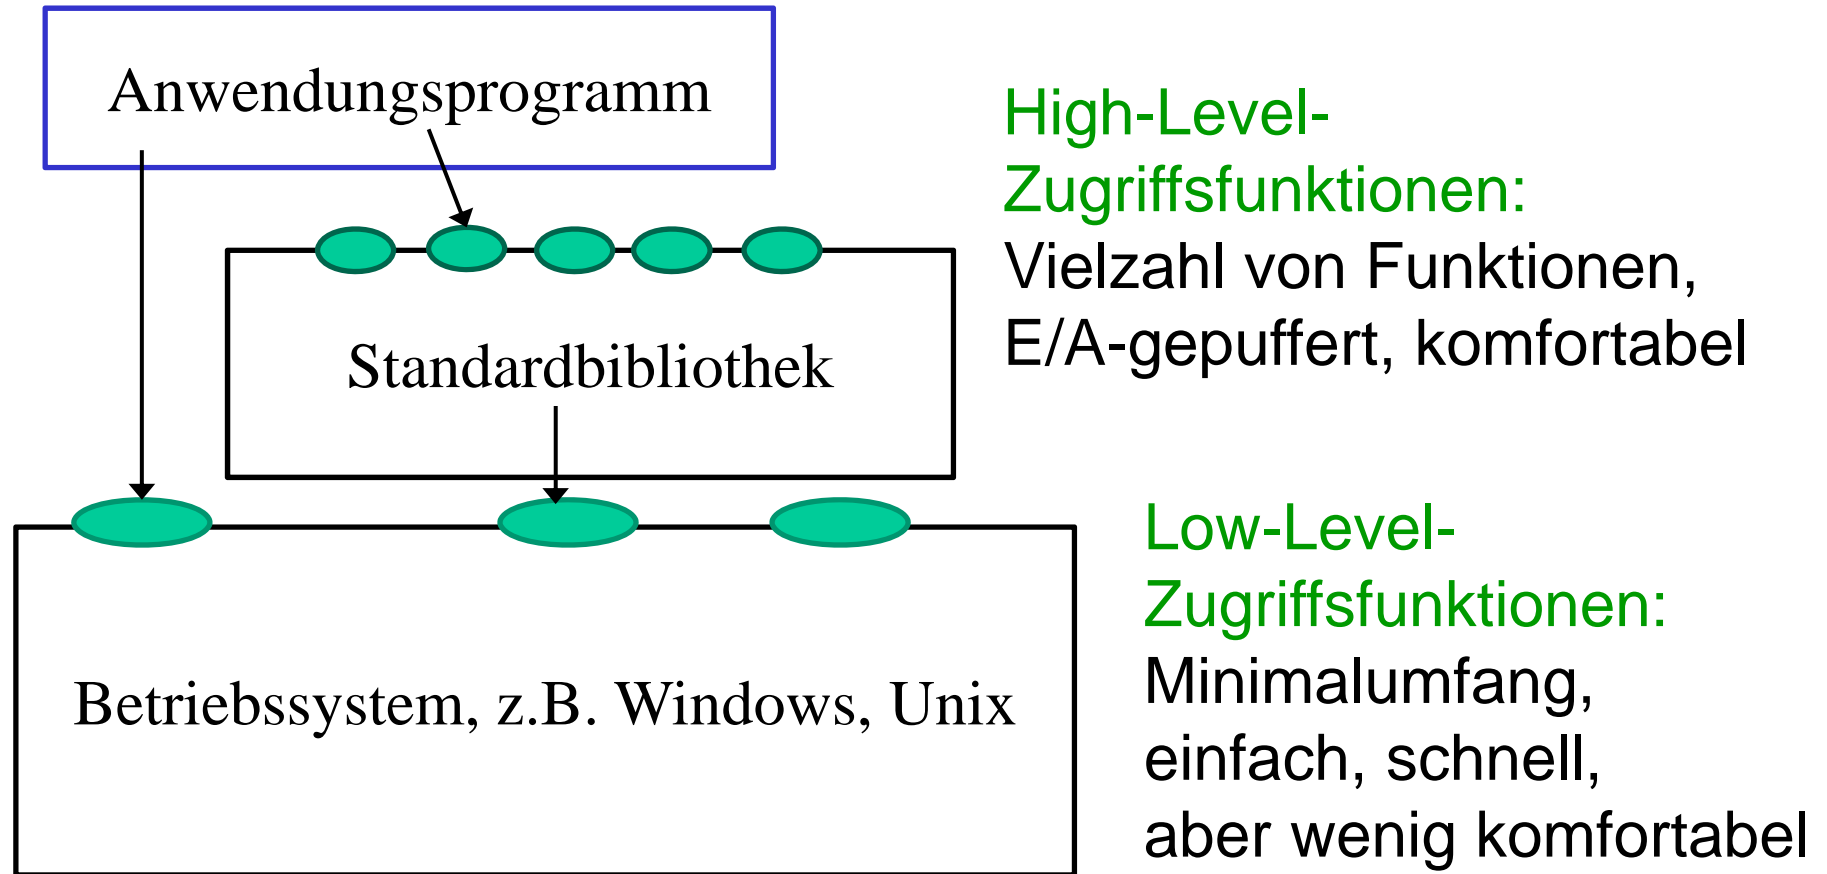 Anwendungsprogramm
High-Level-
Zugriffsfunktionen:
Vielzahl von Funktionen,
E/A-gepuffert, komfortabel
Standardbibliothek
Low-Level-
Zugriffsfunktionen:
Minimalumfang,
einfach, schnell,
aber wenig komfortabel
Betriebssystem, z.B. Windows, Unix